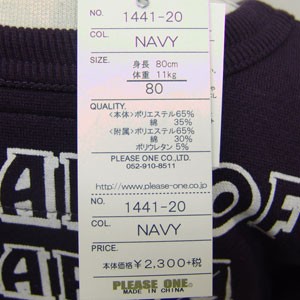 NO. 1441-20
COL. NAVY
SIZE.
身長 80cm
体重 11kg
80
QUALITY.
<本体>ポリエステル65%
綿 35%
<附属>ポリエステル65%
綿 30%
ポリウレタン 5%
PLEASE ONE CO.,LTD.
052-910-8511
http://www.please-one.co.jp/
NO. 1441-20
COL. NAVY
PRICE.
本体価格 ¥2,300+税
PLEASE ONE.
MADE IN CHINA